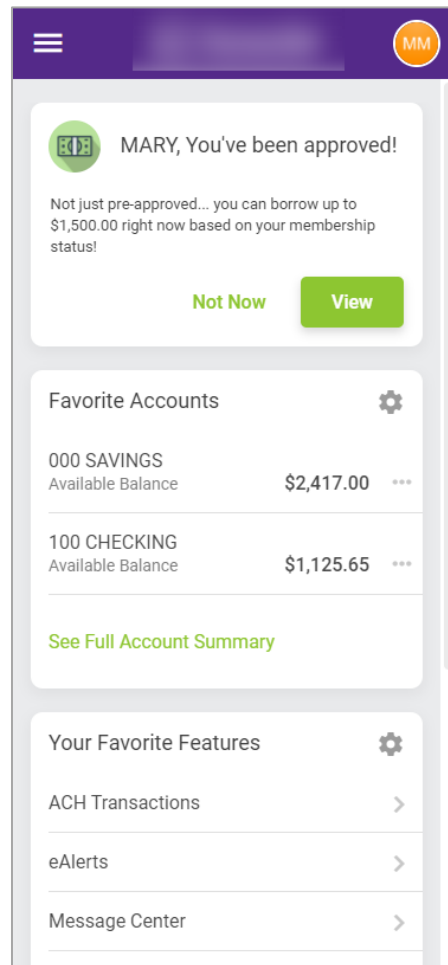 MM
MARY, You've been approved!
Not just pre-approved... you can borrow up to
$1,500.00 right now based on your membership
status!
Not Now View
Favorite Accounts
000 SAVINGS
Available Balance $2,417.00
100 CHECKING
Available Balance $1,125.65
See Full Account Summary
Your Favorite Features
ACH Transactions
eAlerts
Message Center